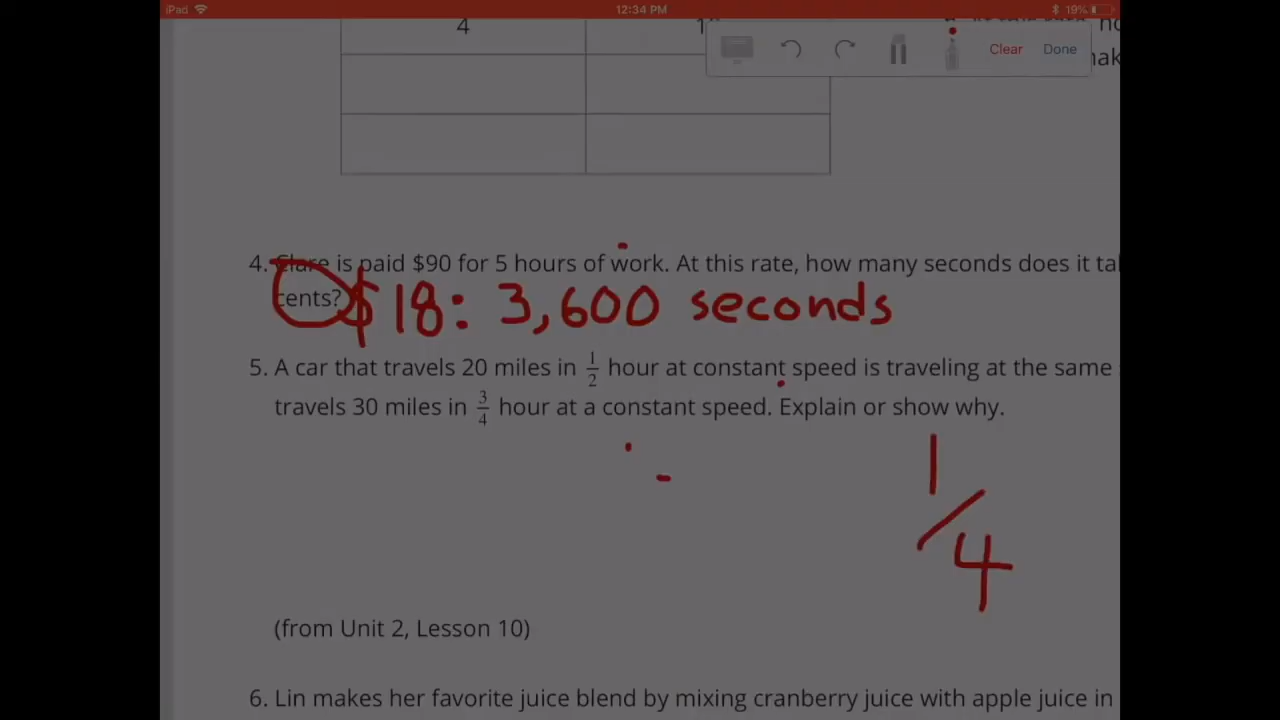 iPad 12:34 PM 19%
4
Clear Done
4. Clare is paid $90 for 5 hours of work. At this rate, how many seconds does it
cents?
$18: 3,600 seconds
5. A car that travels 20 miles in 1/2 hour at constant speed is traveling at the same
travels 30 miles in 3/4 hour at a constant speed. Explain or show why.
1/4
(from Unit 2, Lesson 10)
6. Lin makes her favorite juice blend by mixing cranberry juice with apple juice in